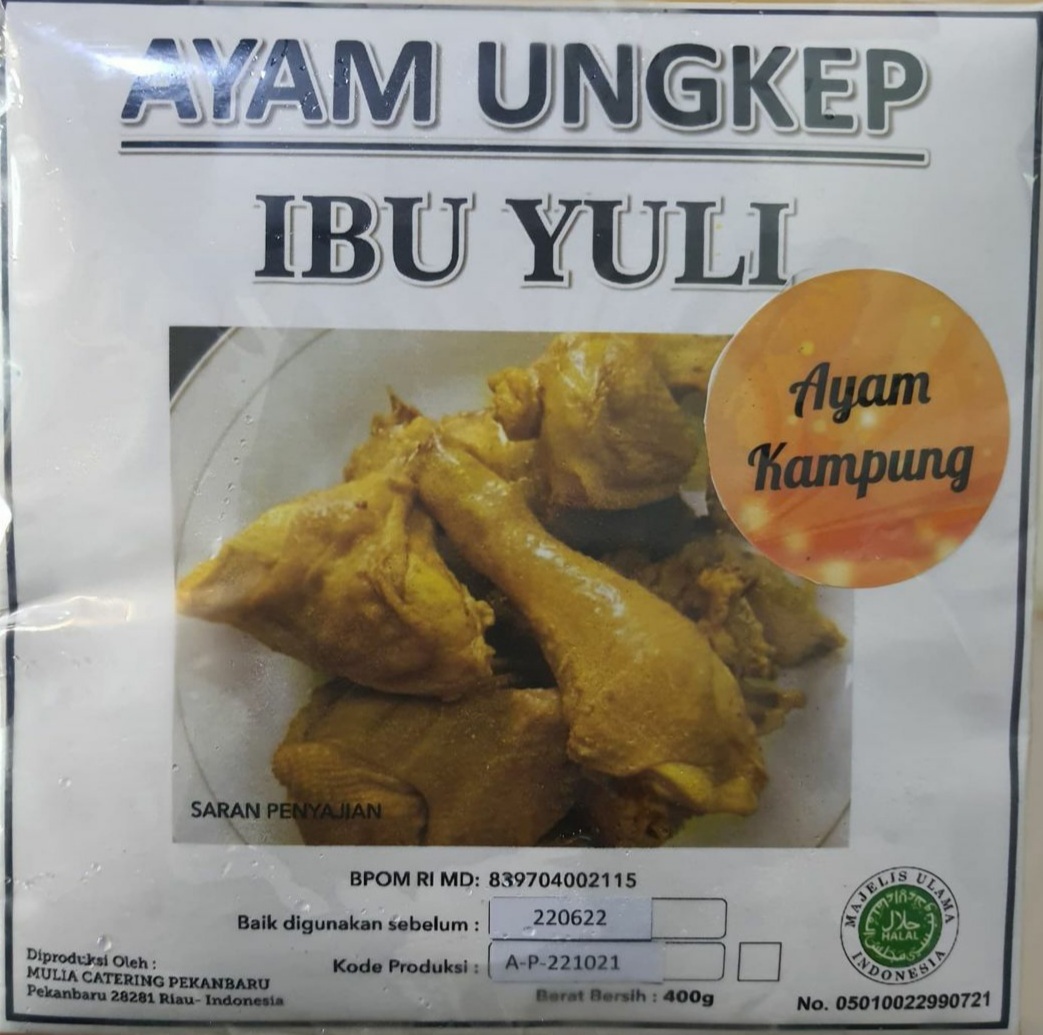 AYAM UNGKEP
IBU YULI
Ayam
Kampung
SARAN PENYAJIAN
BPOM RI MD: 839704002115
Baik digunakan sebelum : 220622
Kode Produksi : A-P-221021
Berat Bersih : 400g
Diproduksi Oleh :
MULIA CATERING PEKANBARU
Pekanbaru 28281 Riau- Indonesia
MAJELIS ULAMA
حلال
HALAL
INDONESIA
No. 05010022990721